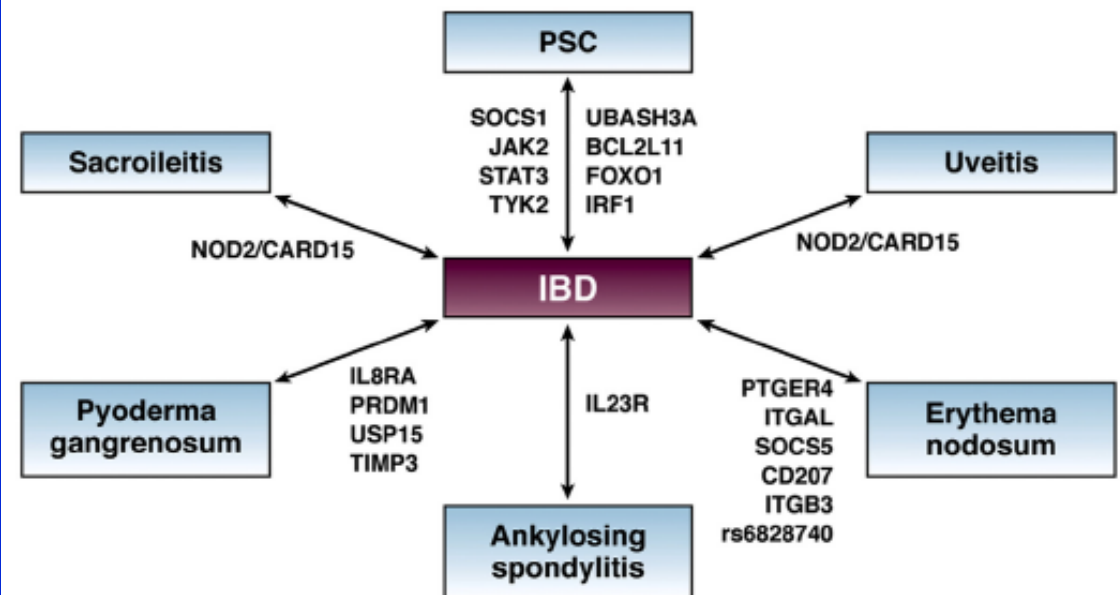 PSC
SOCS1 UBASH3A
JAK2 BCL2L11
STAT3 FOXO1
TYK2 IRF1
Sacroileitis
Uveitis
NOD2/CARD15
NOD2/CARD15
IBD
Pyoderma
gangrenosum
IL8RA
PRDM1
USP15
TIMP3
IL23R
PTGER4
ITGAL
SOCS5
CD207
ITGB3
rs6828740
Erythema
nodosum
Ankylosing
spondylitis